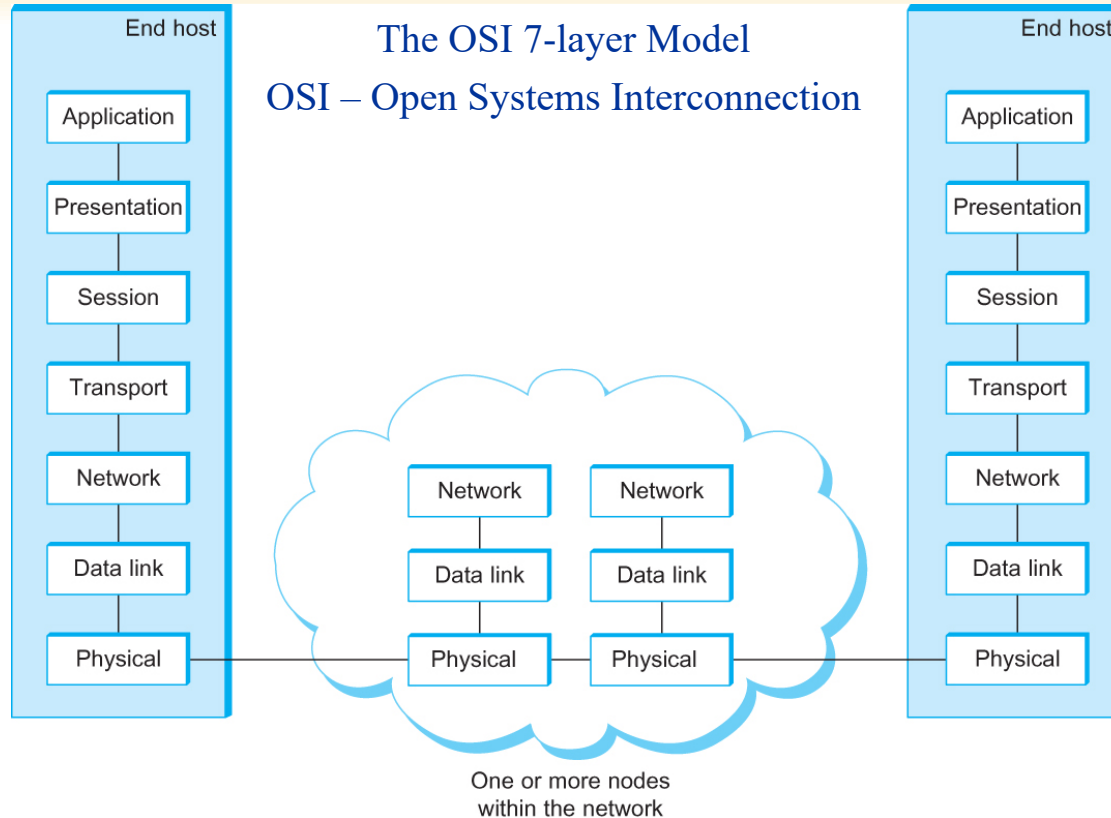 End host
The OSI 7-layer Model
End host
OSI – Open Systems Interconnection
Application
Application
Presentation
Presentation
Session
Session
Transport
Transport
Network
Network
Network
Network
Data link
Data link
Data link
Data link
Physical
Physical
Physical
Physical
One or more nodes
within the network